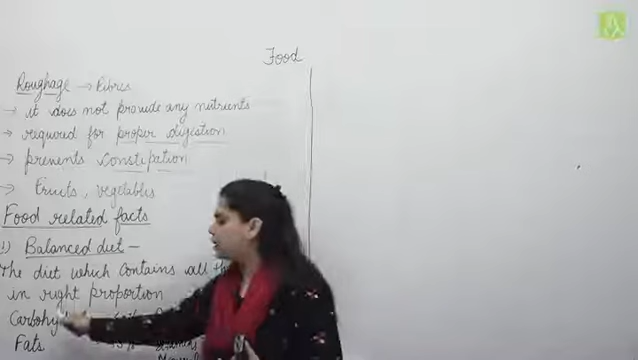 Food
Roughage → Fibres
→ it does not provide any nutrients
→ required for proper digestion
→ prevents constipation
→ Fruits, vegetables
Food related facts
1) Balanced diet -
The diet which contains all
in right proportion
Fats